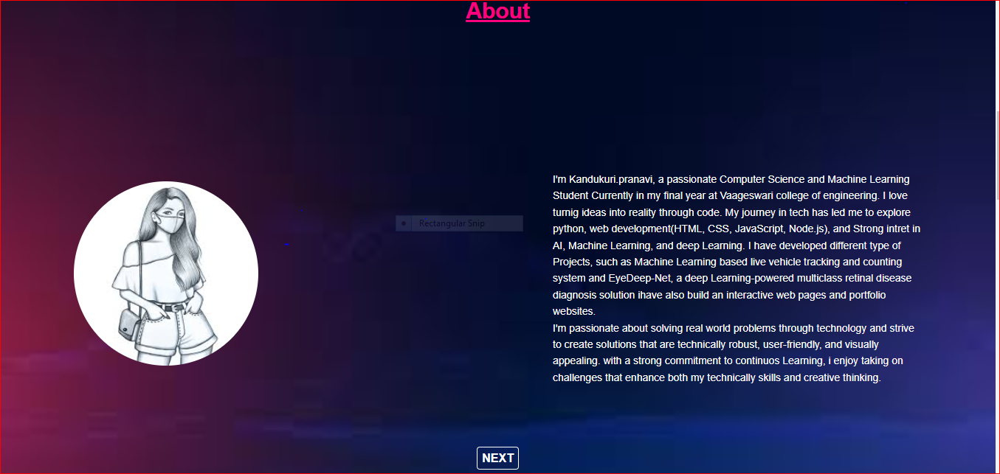 About
I'm Kandukuri.pranavi, a passionate Computer Science and Machine Learning
Student Currently in my final year at Vaageswari college of engineering. I love
turnig ideas into reality through code. My journey in tech has led me to explore
python, web development(HTML, CSS, JavaScript, Node.js), and Strong intret in
AI, Machine Learning, and deep Learning. I have developed different type of
Projects, such as Machine Learning based live vehicle tracking and counting
system and EyeDeep-Net, a deep Learning-powered multiclass retinal disease
diagnosis solution ihave also build an interactive web pages and portfolio
websites.
I'm passionate about solving real world problems through technology and strive
to create solutions that are technically robust, user-friendly, and visually
appealing. with a strong commitment to continuos Learning, i enjoy taking on
challenges that enhance both my technically skills and creative thinking.
Rectangular Snip
NEXT